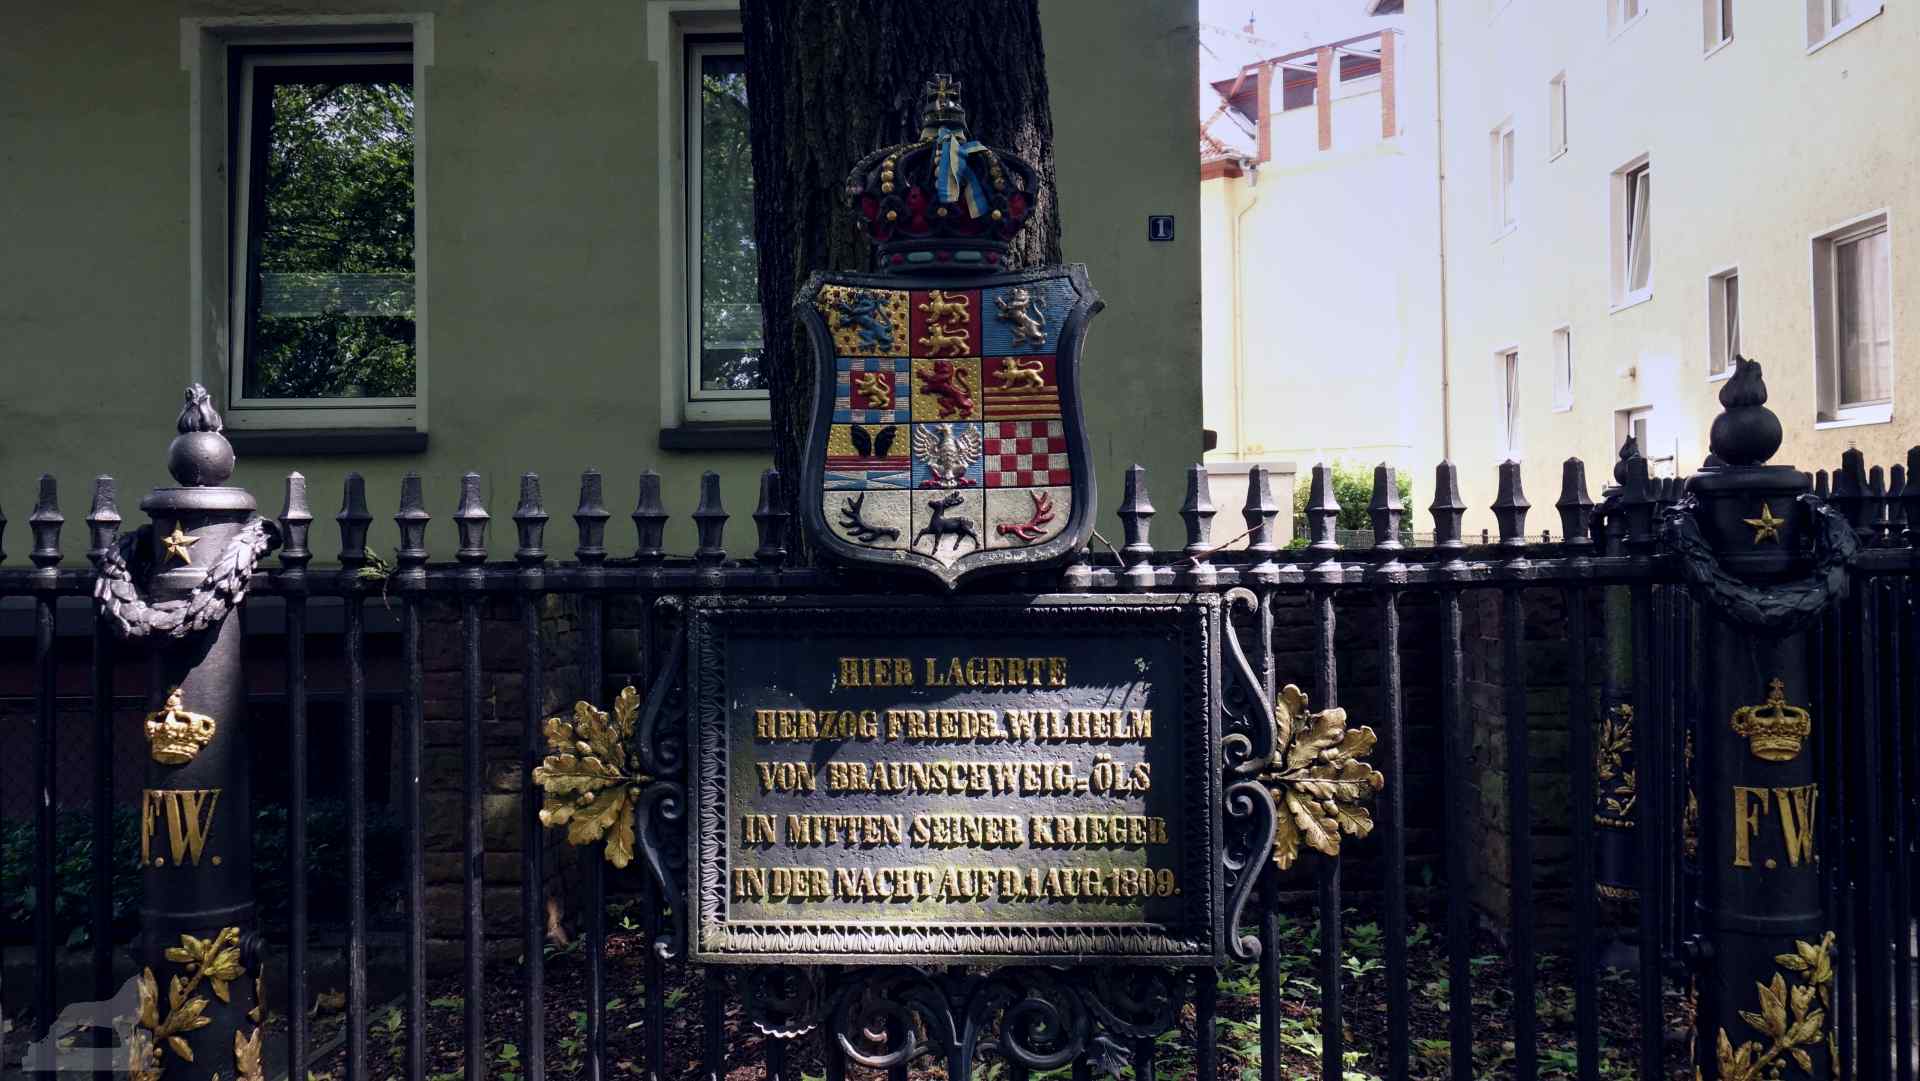 1
HIER LAGERTE
HERZOG FRIEDR. WILHELM
VON BRAUNSCHWEIG=ÖLS
IN MITTEN SEINER KRIEGER
IN DER NACHT AUF D. 1 AUG. 1809.
F.W.
F.W.